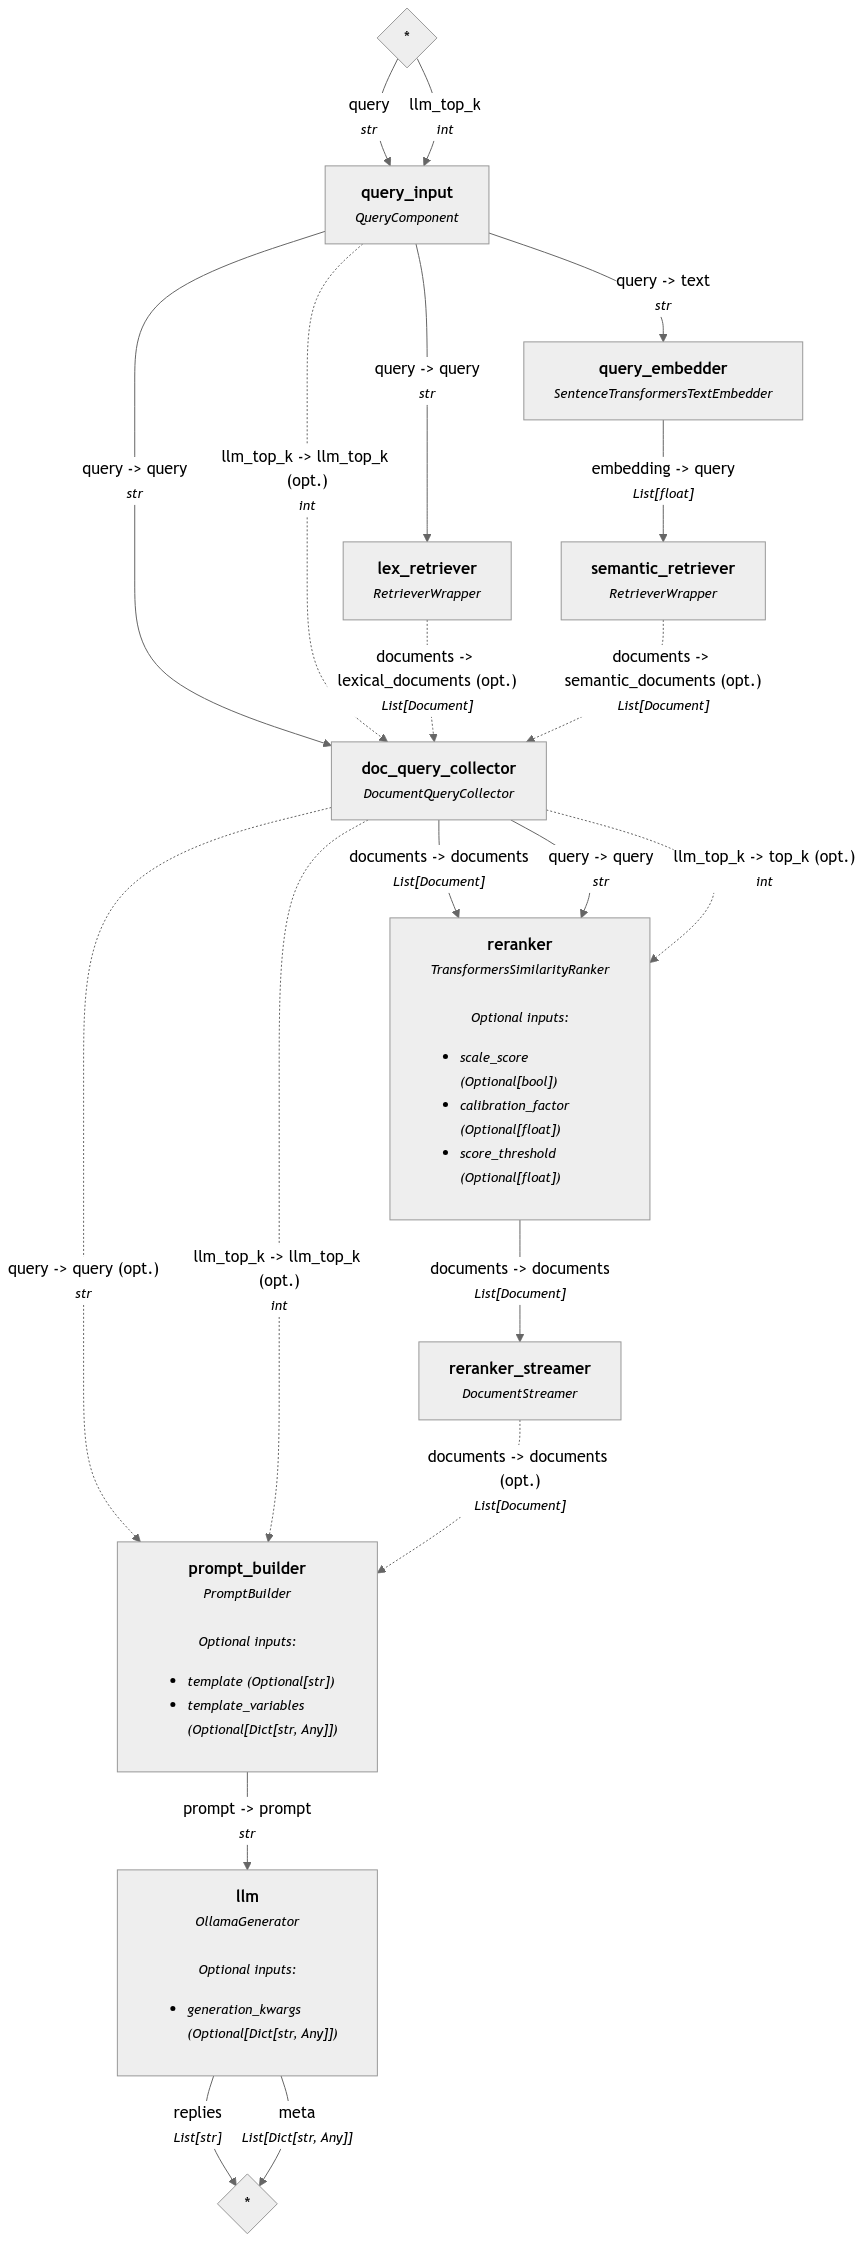 *
query
str
llm_top_k
int
query_input
QueryComponent
query -> text
str
query_embedder
SentenceTransformersTextEmbedder
query -> query
str
llm_top_k -> llm_top_k
(opt.)
int
query -> query
str
embedding -> query
List[float]
lex_retriever
RetrieverWrapper
semantic_retriever
RetrieverWrapper
documents ->
lexical_documents (opt.)
List[Document]
documents ->
semantic_documents (opt.)
List[Document]
doc_query_collector
DocumentQueryCollector
documents -> documents
List[Document]
query -> query
str
llm_top_k -> top_k (opt.)
int
reranker
TransformersSimilarityRanker
Optional inputs:
• scale_score
(Optional[bool])
• calibration_factor
(Optional[float])
• score_threshold
(Optional[float])
query -> query (opt.)
str
llm_top_k -> llm_top_k
(opt.)
int
documents -> documents
List[Document]
reranker_streamer
DocumentStreamer
documents -> documents
(opt.)
List[Document]
prompt_builder
PromptBuilder
Optional inputs:
• template (Optional[str])
• template_variables
(Optional[Dict[str, Any]])
prompt -> prompt
str
llm
OllamaGenerator
Optional inputs:
• generation_kwargs
(Optional[Dict[str, Any]])
replies
List[str]
meta
List[Dict[str, Any]]
*